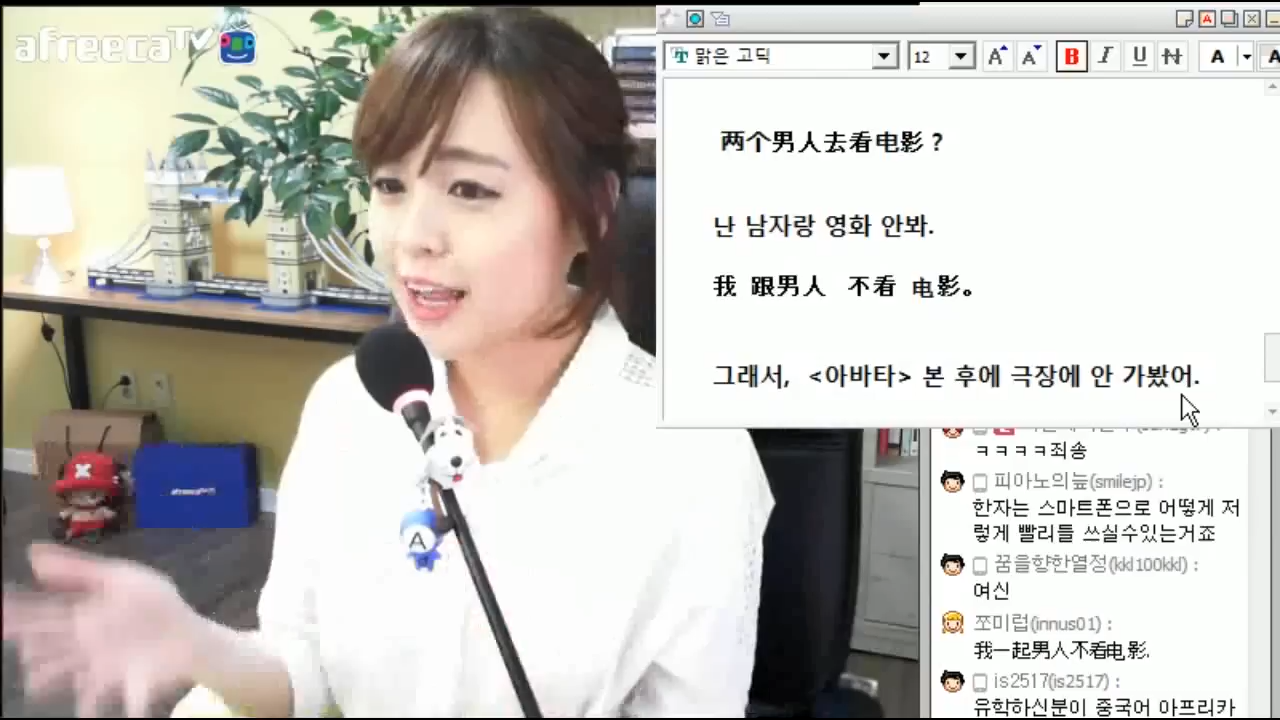 afreecaTV
맑은 고딕
12
A
A
B
I
U
N
A
A
两个男人去看电影？
난 남자랑 영화 안봐.
我 跟男人 不看 电影。
그래서, <아바타> 본 후에 극장에 안 가봤어.
ㅋㅋㅋㅋ죄송
피아노의늪(smilejp) :
한자는 스마트폰으로 어떻게 저
렇게 빨리들 쓰실수있는거죠
꿈을향한열정(kkl100kkl) :
여신
쪼미럽(innus01) :
我一起男人不看电影.
is2517(is2517) :
유학하신분이 중국어 아프리카
afreecaTV
A